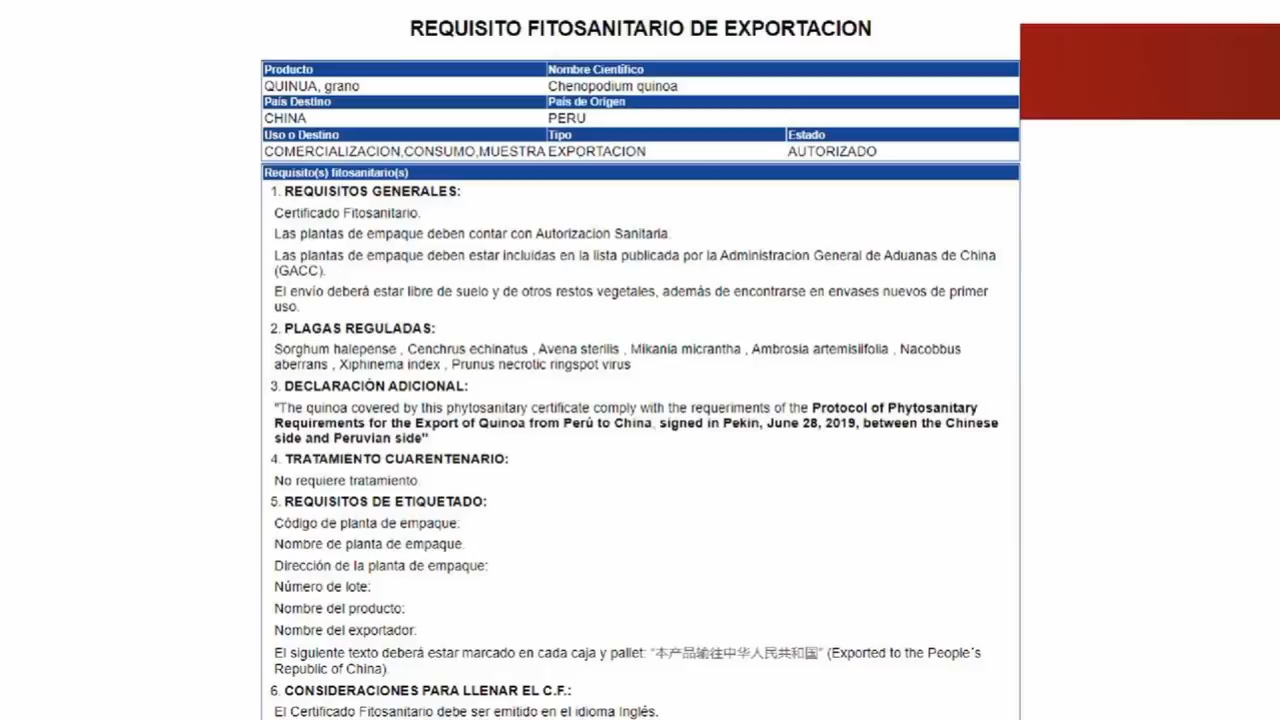 REQUISITO FITOSANITARIO DE EXPORTACION
Producto Nombre Científico
QUINUA, grano Chenopodium quinoa
País Destino País de Origen
CHINA PERU
Uso o Destino Tipo Estado
COMERCIALIZACION,CONSUMO,MUESTRA EXPORTACION AUTORIZADO
Requisito(s) fitosanitario(s)
1. REQUISITOS GENERALES:
Certificado Fitosanitario.
Las plantas de empaque deben contar con Autorizacion Sanitaria.
Las plantas de empaque deben estar incluidas en la lista publicada por la Administracion General de Aduanas de China
(GACC).
El envío deberá estar libre de suelo y de otros restos vegetales, además de encontrarse en envases nuevos de primer
uso.
2. PLAGAS REGULADAS:
Sorghum halepense , Cenchrus echinatus , Avena sterilis , Mikania micrantha , Ambrosia artemisiifolia , Nacobbus
aberrans , Xiphinema index , Prunus necrotic ringspot virus
3. DECLARACIÓN ADICIONAL:
"The quinoa covered by this phytosanitary certificate comply with the requeriments of the Protocol of Phytosanitary
Requirements for the Export of Quinoa from Perú to China, signed in Pekin, June 28, 2019, between the Chinese
side and Peruvian side"
4. TRATAMIENTO CUARENTENARIO:
No requiere tratamiento.
5. REQUISITOS DE ETIQUETADO:
Código de planta de empaque:
Nombre de planta de empaque.
Dirección de la planta de empaque:
Número de lote:
Nombre del producto:
Nombre del exportador:
El siguiente texto deberá estar marcado en cada caja y pallet: "本产品输往中华人民共和国" (Exported to the People´s
Republic of China).
6. CONSIDERACIONES PARA LLENAR EL C.F.:
El Certificado Fitosanitario debe ser emitido en el idioma Inglés.